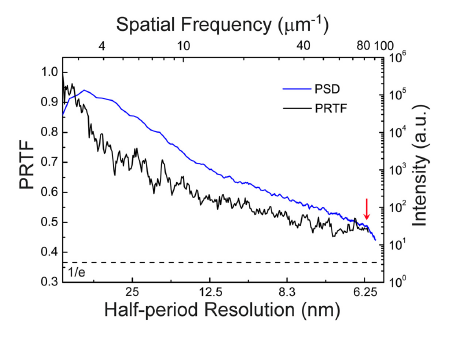 Spatial Frequency (μm⁻¹)
4 10 20 40 60 80 100
1.0
0.9
0.8
0.7
0.6
0.5
0.4
0.3
PRTF
PSD
PRTF
1/e
10⁶
10⁵
10⁴
10³
10²
10¹
10⁰
Intensity (a.u.)
25 12.5 8.3 6.25
Half-period Resolution (nm)